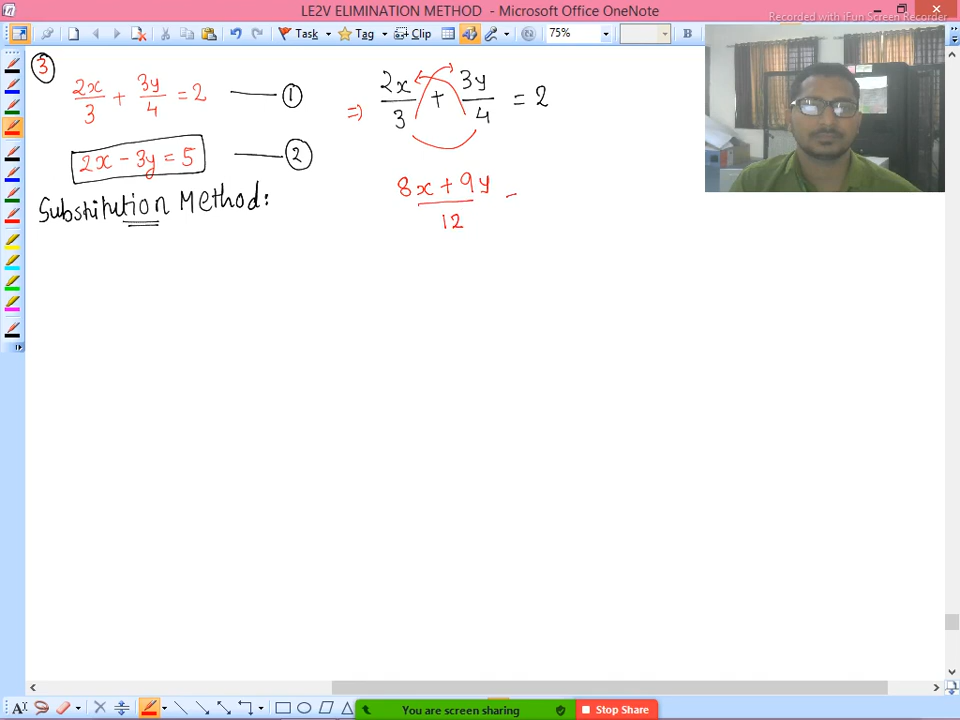 LE2V ELIMINATION METHOD - Microsoft Office OneNote
Recorded with iFun Screen Recorder
Task Tag Clip 75% B
③
2x/3 + 3y/4 = 2 —— ①
2x - 3y = 5 —— ②
Substitution Method:
⇒ 2x/3 + 3y/4 = 2
8x + 9y / 12 -
A
You are screen sharing Stop Share